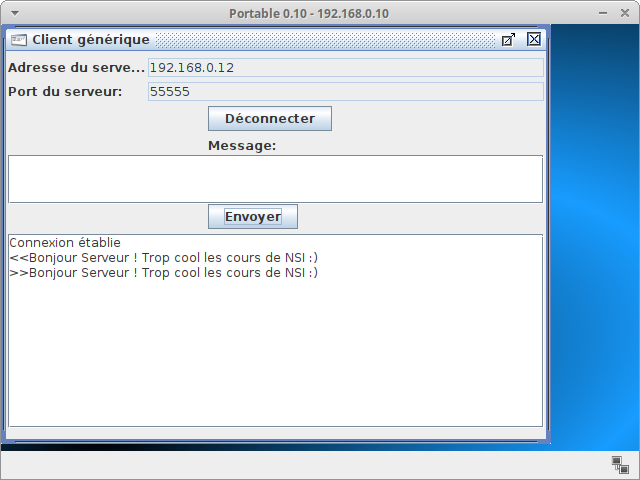 Portable 0.10 - 192.168.0.10
Client générique
Adresse du serve... 192.168.0.12
Port du serveur: 55555
Déconnecter
Message:
Envoyer
Connexion établie
<<Bonjour Serveur ! Trop cool les cours de NSI :)
>>Bonjour Serveur ! Trop cool les cours de NSI :)